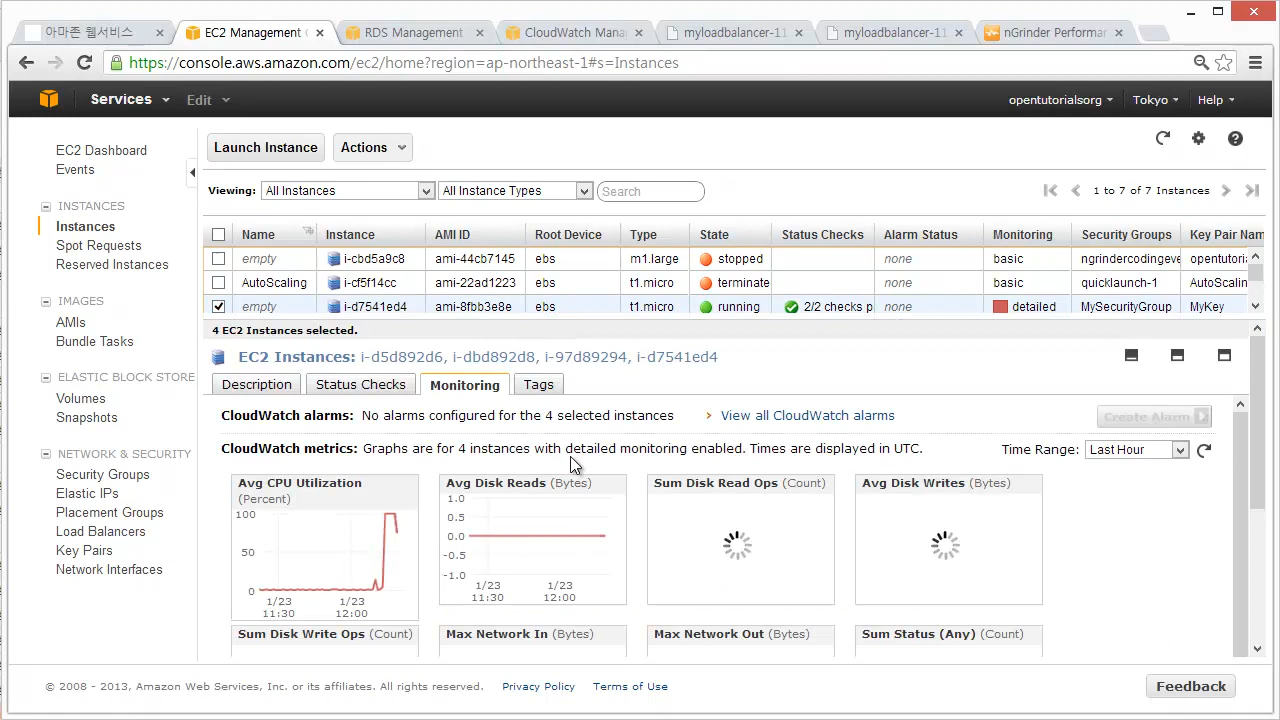 아마존 웹서비스 × EC2 Management × RDS Management × CloudWatch Mana × myloadbalancer-11 × myloadbalancer-11 × nGrinder Performar ×
https://console.aws.amazon.com/ec2/home?region=ap-northeast-1#s=Instances
Services Edit opentutorialsorg Tokyo Help
Launch Instance Actions
EC2 Dashboard
Events
INSTANCES
Instances
Spot Requests
Reserved Instances
IMAGES
AMIs
Bundle Tasks
ELASTIC BLOCK STORE
Volumes
Snapshots
NETWORK & SECURITY
Security Groups
Elastic IPs
Placement Groups
Load Balancers
Key Pairs
Network Interfaces
Viewing: All Instances All Instance Types Search 1 to 7 of 7 Instances
Name Instance AMI ID Root Device Type State Status Checks Alarm Status Monitoring Security Groups Key Pair Nam
empty i-cbd5a9c8 ami-44cb7145 ebs m1.large stopped none basic ngrindercodingeve opentutoria
AutoScaling i-cf5f14cc ami-22ad1223 ebs t1.micro terminate none basic quicklaunch-1 AutoScalin
empty i-d7541ed4 ami-8fbb3e8e ebs t1.micro running 2/2 checks p none detailed MySecurityGroup MyKey
4 EC2 Instances selected.
EC2 Instances: i-d5d892d6, i-dbd892d8, i-97d89294, i-d7541ed4
Description Status Checks Monitoring Tags
CloudWatch alarms: No alarms configured for the 4 selected instances > View all CloudWatch alarms Create Alarm
CloudWatch metrics: Graphs are for 4 instances with detailed monitoring enabled. Times are displayed in UTC. Time Range: Last Hour
Avg CPU Utilization
(Percent)
100
50
0
1/23 1/23
11:30 12:00
Avg Disk Reads (Bytes)
1.0
0.5
0.0
-0.5
-1.0
1/23 1/23
11:30 12:00
Sum Disk Read Ops (Count)
Avg Disk Writes (Bytes)
Sum Disk Write Ops (Count) Max Network In (Bytes) Max Network Out (Bytes) Sum Status (Any) (Count)
© 2008 - 2013, Amazon Web Services, Inc. or its affiliates. All rights reserved. Privacy Policy Terms of Use Feedback